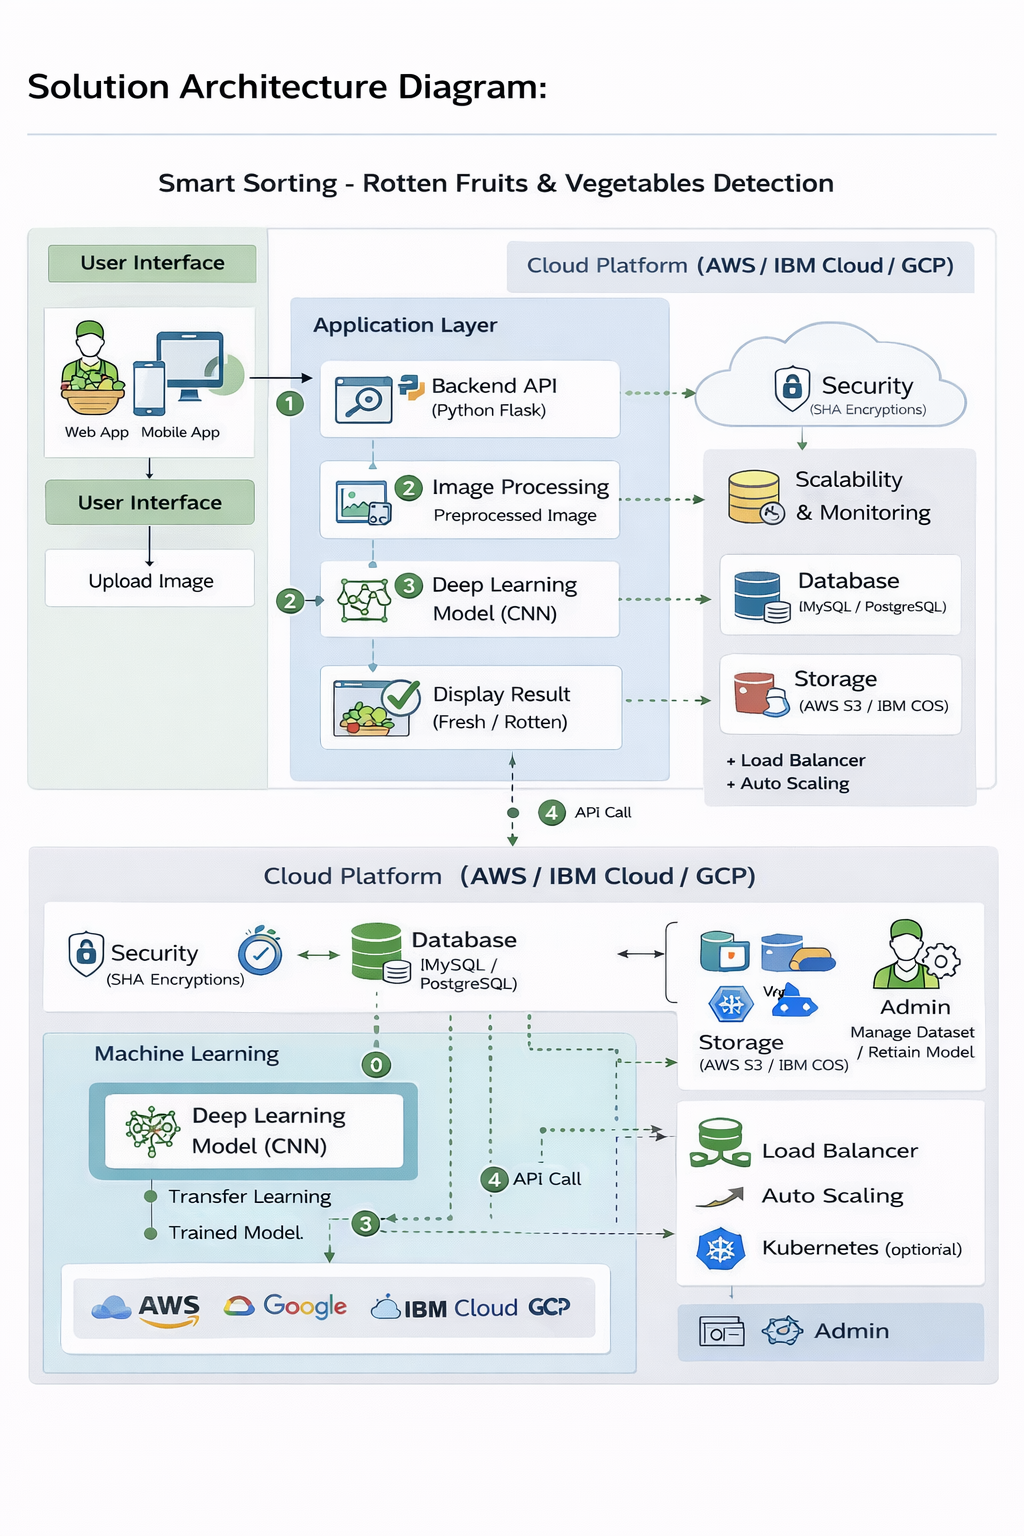 Solution Architecture Diagram:
Smart Sorting - Rotten Fruits & Vegetables Detection
User Interface
Web App Mobile App
User Interface
Upload Image
Cloud Platform (AWS / IBM Cloud / GCP)
Application Layer
1
Backend API
(Python Flask)
2 Image Processing
Preprocessed Image
2
3 Deep Learning
Model (CNN)
Display Result
(Fresh / Rotten)
Security
(SHA Encryptions)
Scalability
& Monitoring
Database
(MySQL / PostgreSQL)
Storage
(AWS S3 / IBM COS)
+ Load Balancer
+ Auto Scaling
4 APi Call
Cloud Platform (AWS / IBM Cloud / GCP)
Security
(SHA Encryptions)
Database
(MySQL /
PostgreSQL)
Storage
(AWS S3 / IBM COS)
Admin
Manage Dataset
/ Retiain Model
Machine Learning
0
Deep Learning
Model (CNN)
Transfer Learning
Trained Model.
4 API Call
3
AWS Google IBM Cloud GCP
Load Balancer
Auto Scaling
Kubernetes (optional)
Admin